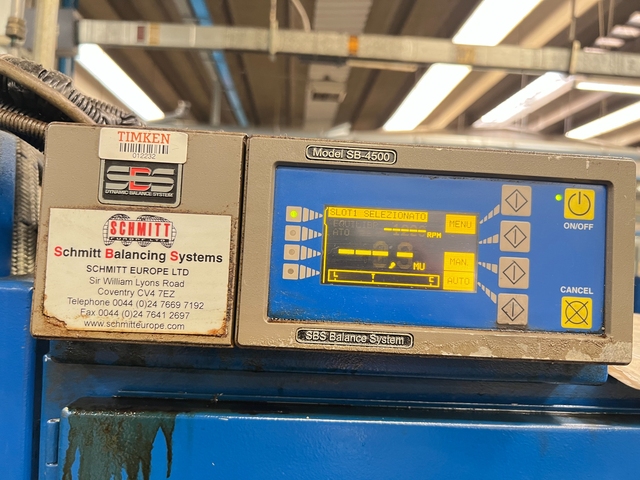 TIMKEN
012232
SBS
DYNAMIC BALANCE SYSTEM
SCHMITT
EUROPE LTD
Schmitt Balancing Systems
SCHMITT EUROPE LTD
Sir William Lyons Road
Coventry CV4 7EZ
Telephone 0044 (0)24 7669 7192
Fax 0044 (0)24 7641 2697
www.schmitteurope.com
Model SB-4500
SLOT1 SELEZIONATO
MENU
-----RPM
---.-MU
MAN.
AUTO
ON/OFF
CANCEL
SBS Balance System